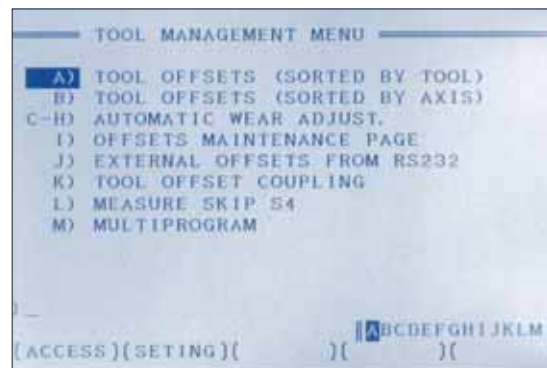 TOOL MANAGEMENT MENU
A) TOOL OFFSETS (SORTED BY TOOL)
B) TOOL OFFSETS (SORTED BY AXIS)
C-H) AUTOMATIC WEAR ADJUST.
I) OFFSETS MAINTENANCE PAGE
J) EXTERNAL OFFSETS FROM RS232
K) TOOL OFFSET COUPLING
L) MEASURE SKIP S4
M) MULTIPROGRAM
)_
ABCDEFGHIJKLM
[ACCESS][SETING][ ][ ][